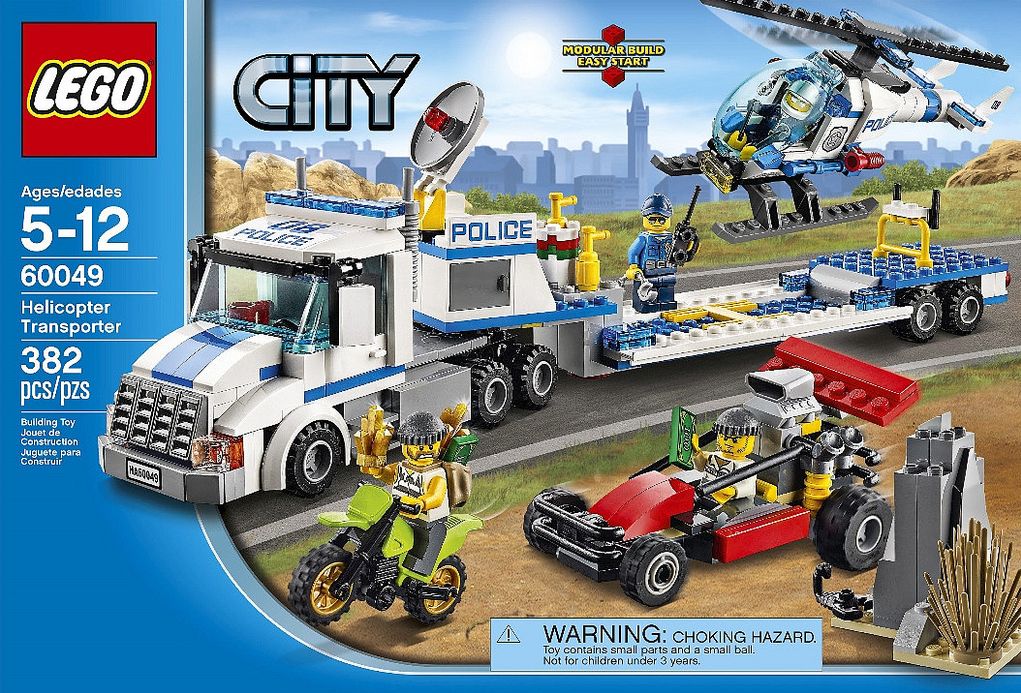 LEGO
CITY
MODULAR BUILD
EASY START
Ages/edades
5-12
60049
Helicopter
Transporter
382
pcs/pzs
Building Toy
Jouet de
Construction
Juguete para
Construir
POLICE
POLICE
POLICE
HA60049
WARNING: CHOKING HAZARD.
Toy contains small parts and a small ball.
Not for children under 3 years.